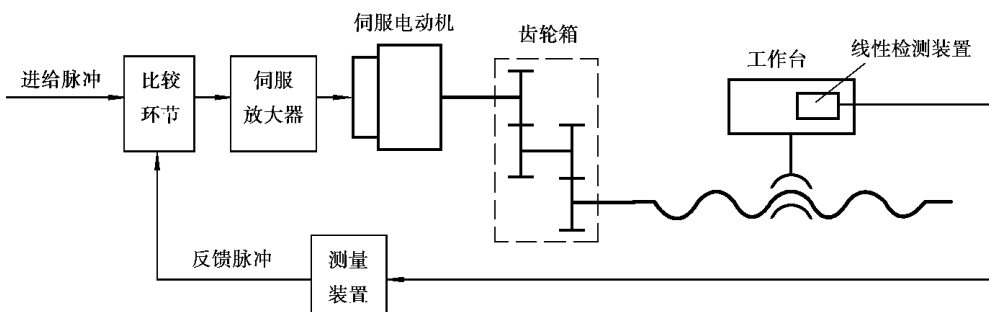 伺服电动机
齿轮箱
线性检测装置
工作台
进给脉冲
比较
环节
伺服
放大器
反馈脉冲
测量
装置